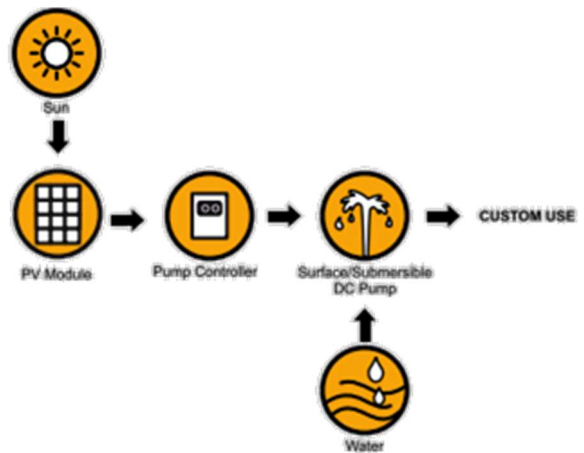 Sun
PV Module
Pump Controller
Surface/Submersible
DC Pump
CUSTOM USE
Water